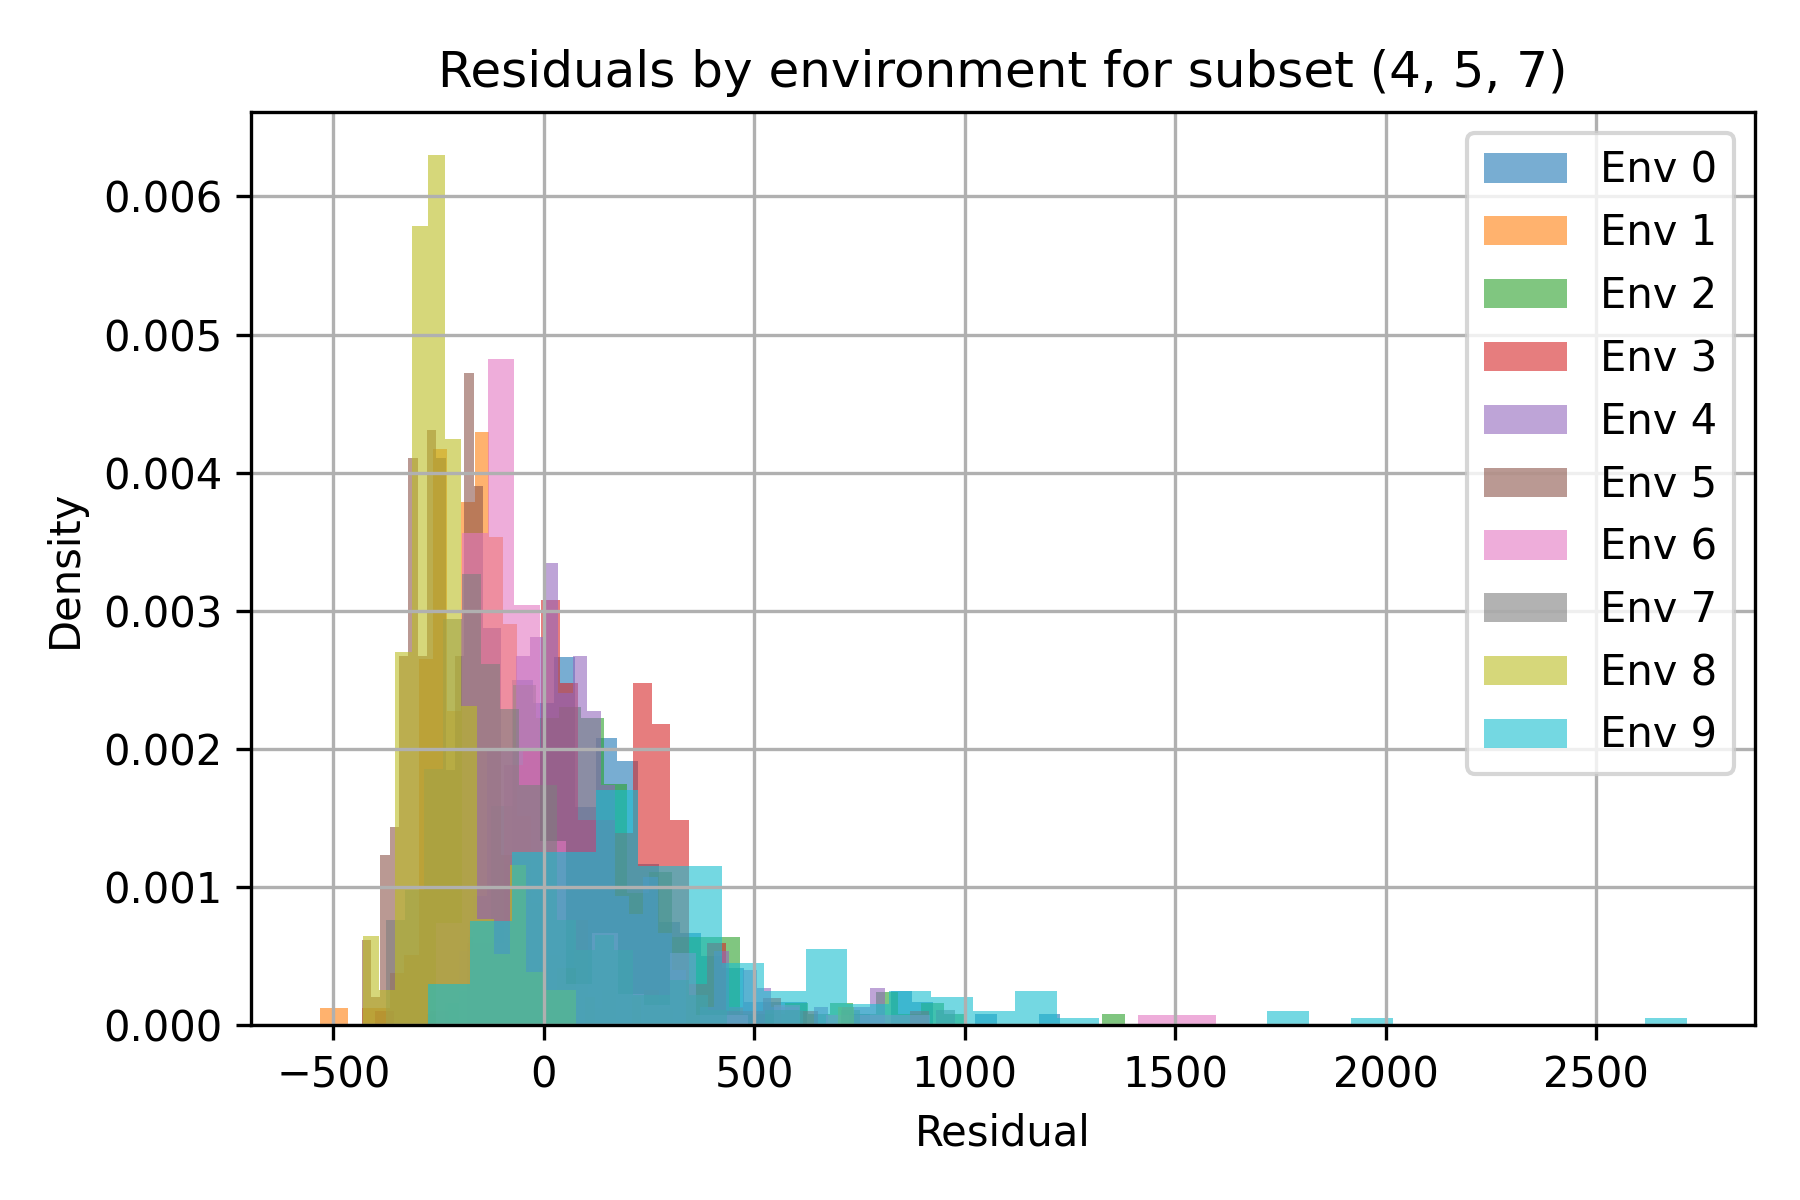 Residuals by environment for subset (4, 5, 7)
Density
0.006
0.005
0.004
0.003
0.002
0.001
0.000
−500
0
500
1000
1500
2000
2500
Residual
Env 0
Env 1
Env 2
Env 3
Env 4
Env 5
Env 6
Env 7
Env 8
Env 9